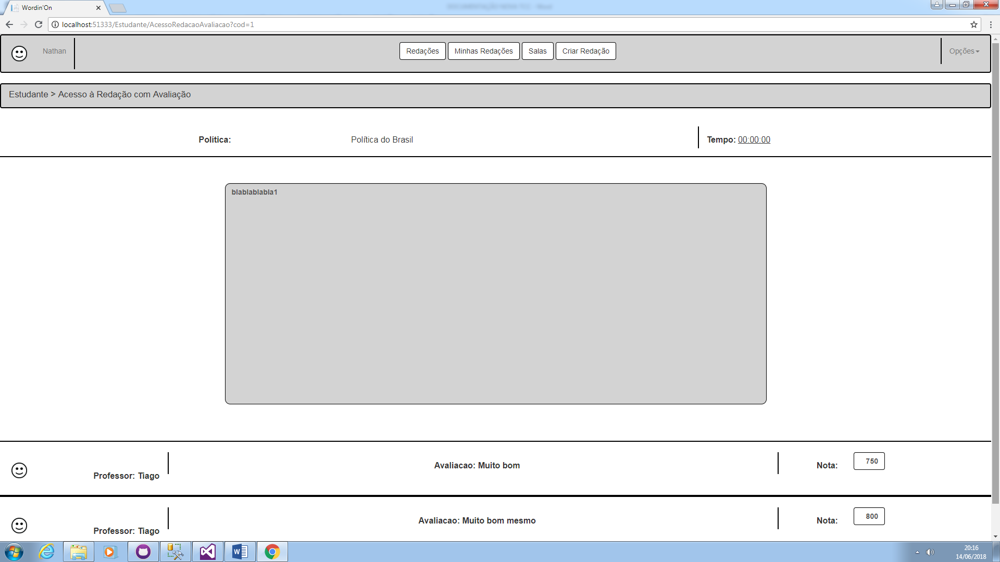 Wordin'On
localhost:51333/Estudante/AcessoRedacaoAvaliacao?cod=1
Nathan
Redações Minhas Redações Salas Criar Redação
Opções
Estudante > Acesso à Redação com Avaliação
Política: Política do Brasil Tempo: 00:00:00
blablablabla1
Avaliacao: Muito bom Nota: 750
Professor: Tiago
Avaliacao: Muito bom mesmo Nota: 800
Professor: Tiago
20:16
14/06/2018